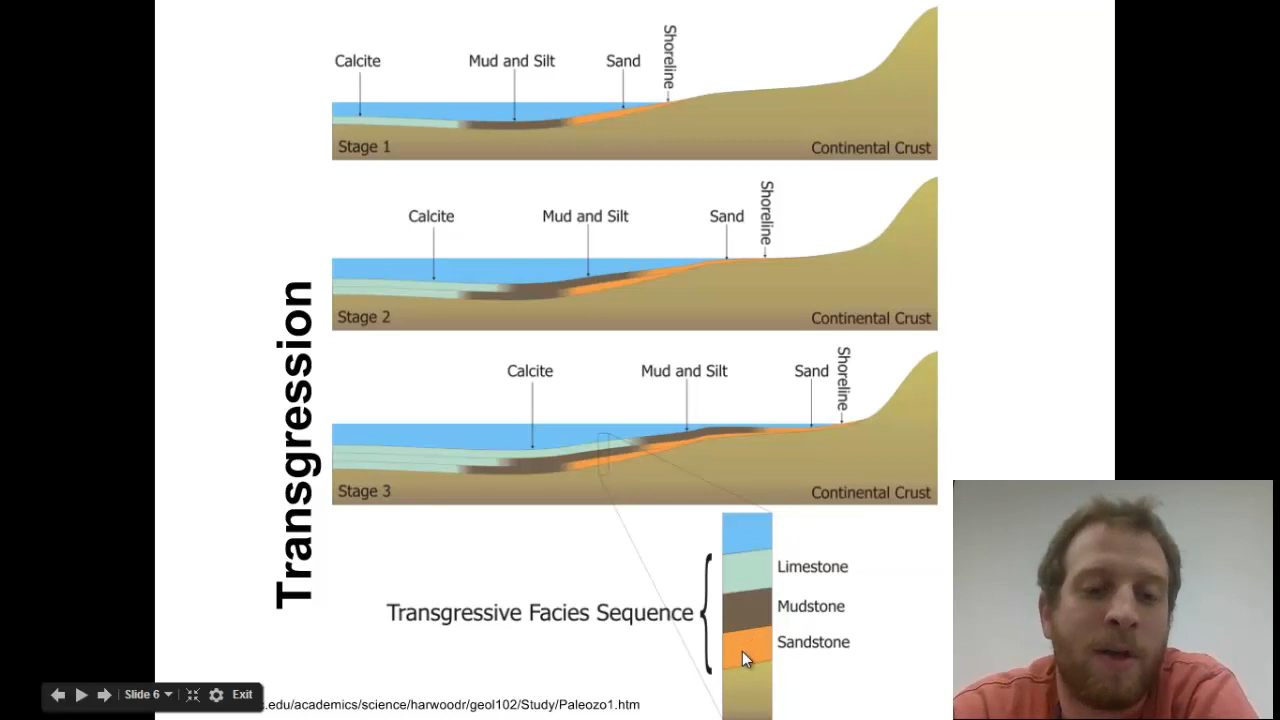 Transgression
Shoreline
Calcite
Mud and Silt
Sand
Stage 1
Continental Crust
Shoreline
Calcite
Mud and Silt
Sand
Stage 2
Continental Crust
Shoreline
Calcite
Mud and Silt
Sand
Stage 3
Continental Crust
Limestone
Mudstone
Sandstone
Transgressive Facies Sequence
Slide 6
Exit
.edu/academics/science/harwoodr/geol102/Study/Paleozo1.htm